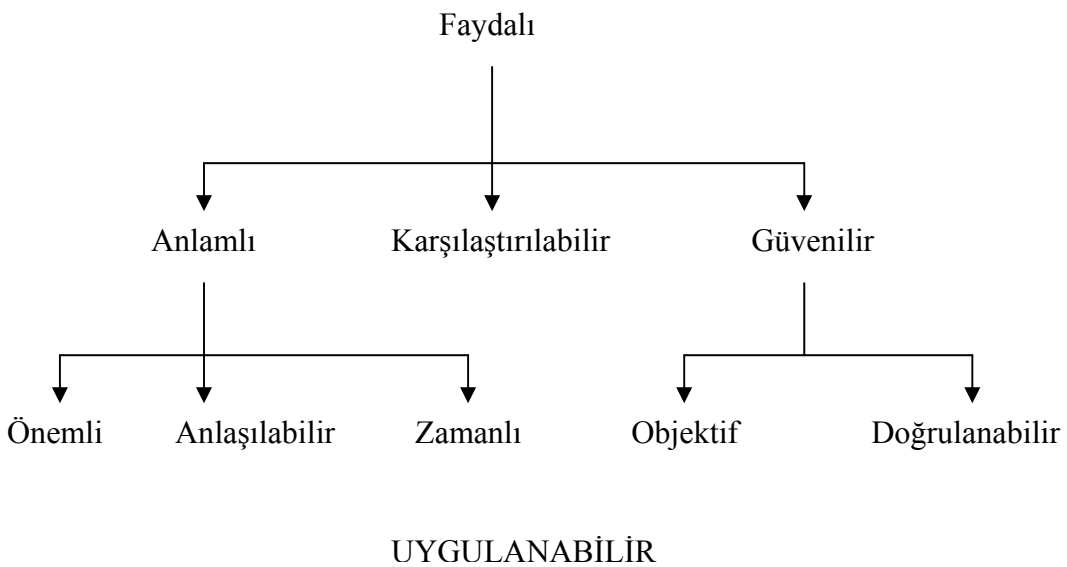 Faydalı
Anlamlı Karşılaştırılabilir Güvenilir
Önemli Anlaşılabilir Zamanlı Objektif Doğrulanabilir
UYGULANABİLİR